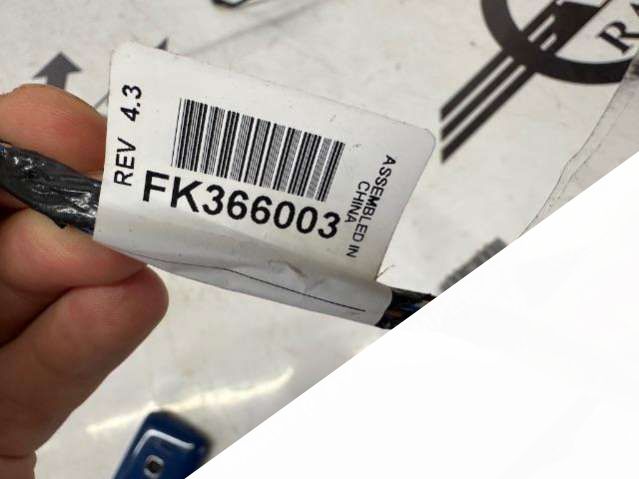 REV 4.3
FK366003
ASSEMBLED IN
CHINA